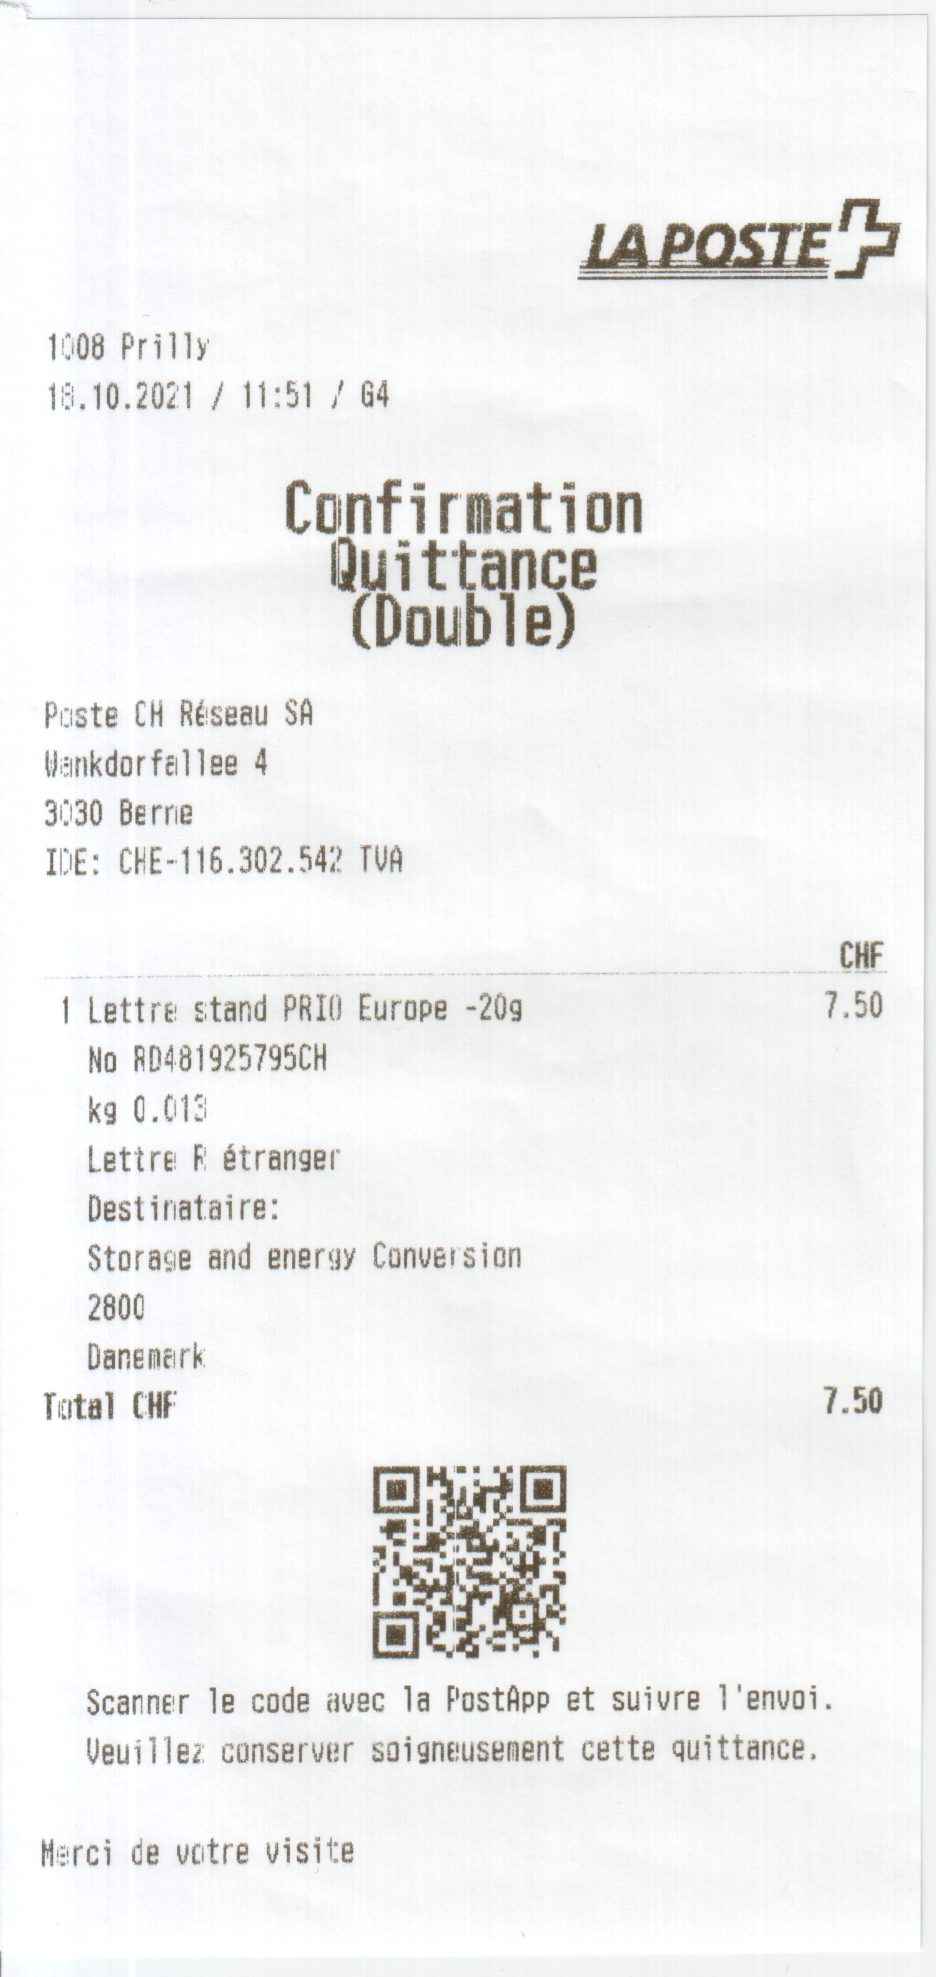 LA POSTE
1008 Prilly
18.10.2021 / 11:51 / G4
Confirmation
Quittance
(Double)
Poste CH Réseau SA
Wankdorfallee 4
3030 Berne
IDE: CHE-116.302.542 TVA
CHF
1 Lettre stand PRIO Europe -20g 7.50
No RD481925795CH
kg 0.013
Lettre R étranger
Destinataire:
Storage and energy Conversion
2800
Danemark
Total CHF 7.50
Scanner le code avec la PostApp et suivre l'envoi.
Veuillez conserver soigneusement cette quittance.
Merci de votre visite